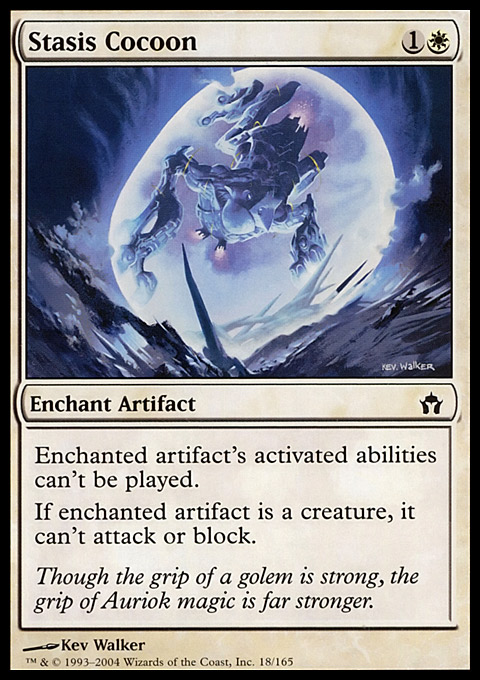 Stasis Cocoon 1
KEV. WALKER
Enchant Artifact
Enchanted artifact's activated abilities
can't be played.
If enchanted artifact is a creature, it
can't attack or block.
Though the grip of a golem is strong, the
grip of Auriok magic is far stronger.
Kev Walker
™ & © 1993–2004 Wizards of the Coast, Inc. 18/165